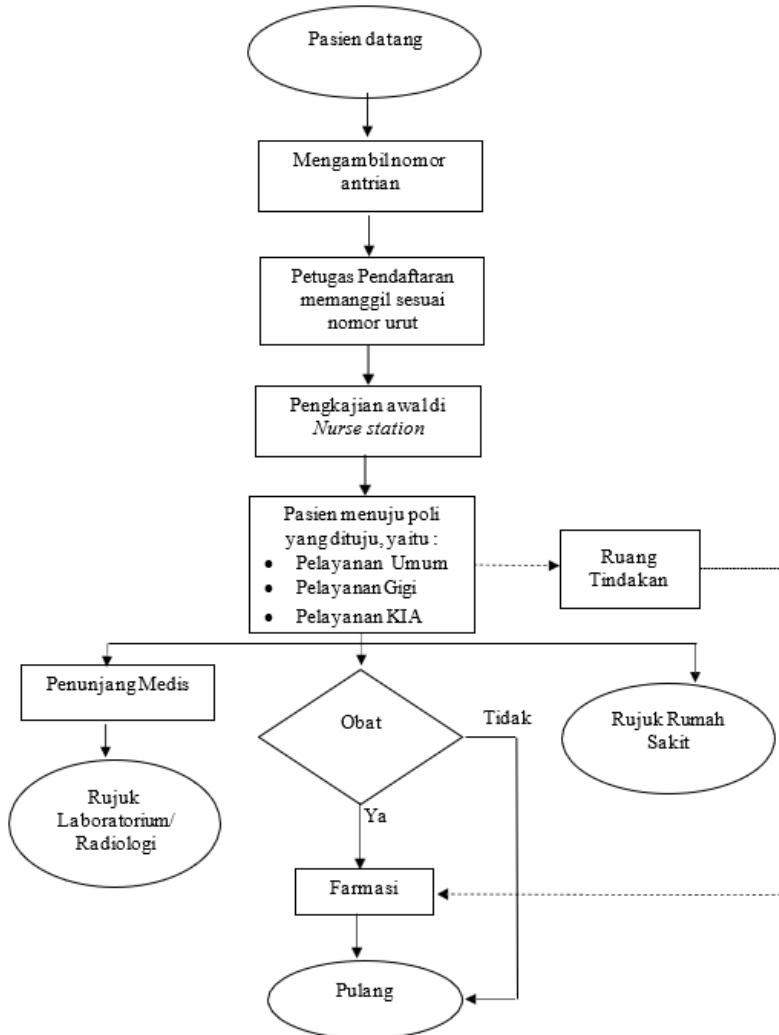 Pasien datang
Mengambil nomor
antrian
Petugas Pendaftaran
memanggil sesuai
nomor urut
Pengkajian awal di
Nurse station
Pasien menuju poli
yang dituju, yaitu :
• Pelayanan Umum
• Pelayanan Gigi
• Pelayanan KIA
Ruang
Tindakan
Penunjang Medis
Obat
Tidak
Rujuk Rumah
Sakit
Rujuk
Laboratorium/
Radiologi
Ya
Farmasi
Pulang